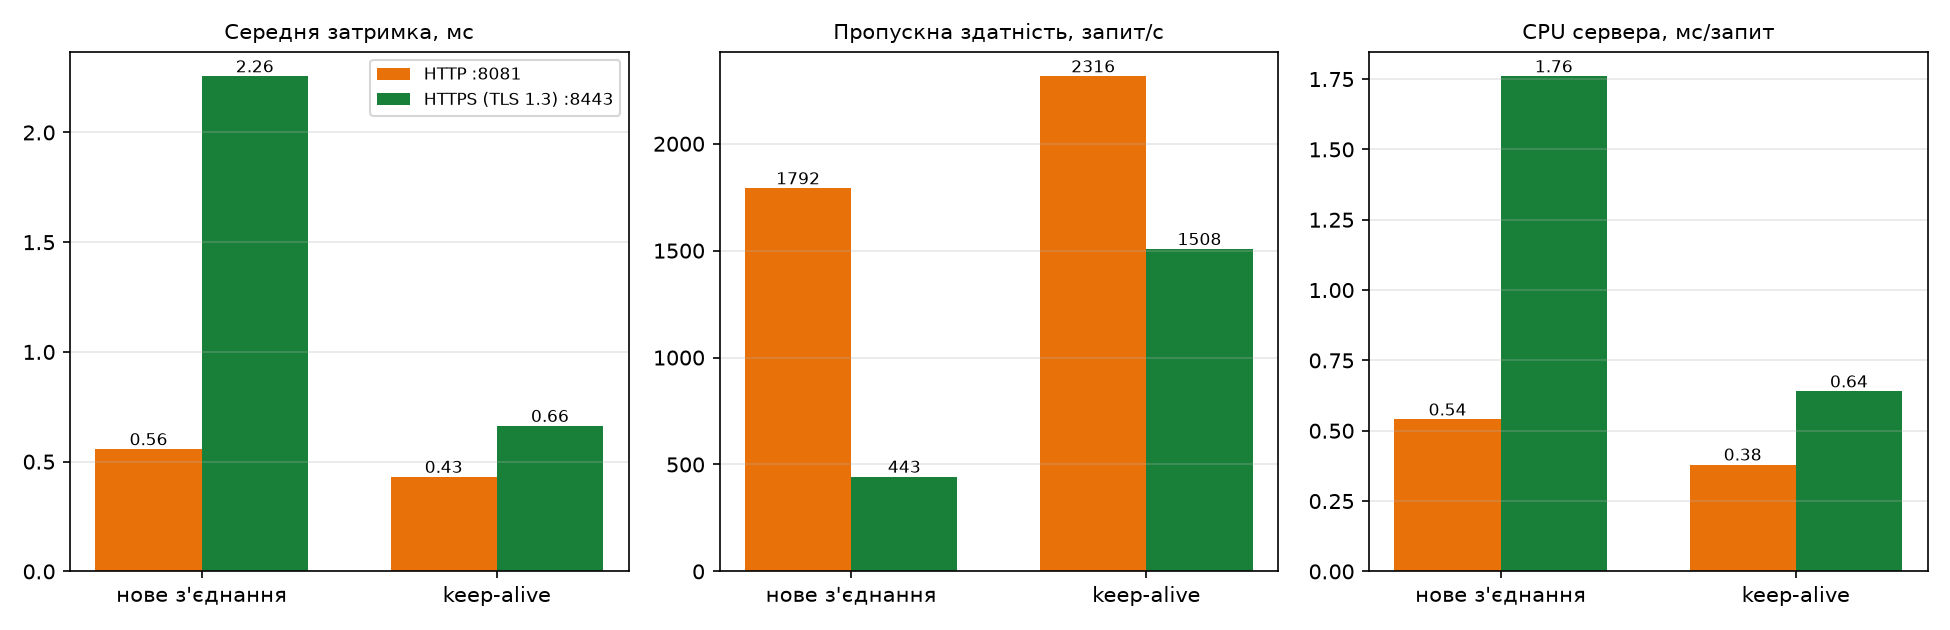 Середня затримка, мс
HTTP :8081
HTTPS (TLS 1.3) :8443
2.26
0.56
0.43
0.66
2.0
1.5
1.0
0.5
0.0
нове з'єднання
keep-alive
Пропускна здатність, запит/с
1792
443
2316
1508
2000
1500
1000
500
0
нове з'єднання
keep-alive
CPU сервера, мс/запит
0.54
1.76
0.38
0.64
1.75
1.50
1.25
1.00
0.75
0.50
0.25
0.00
нове з'єднання
keep-alive